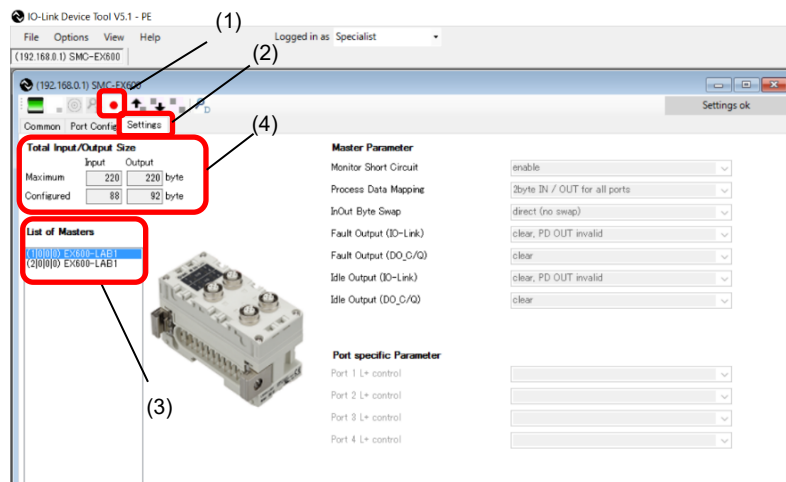 IO-Link Device Tool V5.1 - PE
(1)
File Options View Help Logged in as Specialist
(192.168.0.1) SMC-EX600
(2)
(192.168.0.1) SMC-EX600
Settings ok
Common Port Config Settings
(4)
Total Input/Output Size
Input Output
Maximum 220 220 byte
Configured 88 92 byte
List of Masters
(1|0|0|0) EX600-LAB1
(2|0|0|0) EX600-LAB1
(3)
Master Parameter
Monitor Short Circuit enable
Process Data Mapping 2byte IN / OUT for all ports
InOut Byte Swap direct (no swap)
Fault Output (IO-Link) clear, PD OUT invalid
Fault Output (DO_C/Q) clear
Idle Output (IO-Link) clear, PD OUT invalid
Idle Output (DO_C/Q) clear
Port specific Parameter
Port 1 L+ control
Port 2 L+ control
Port 3 L+ control
Port 4 L+ control